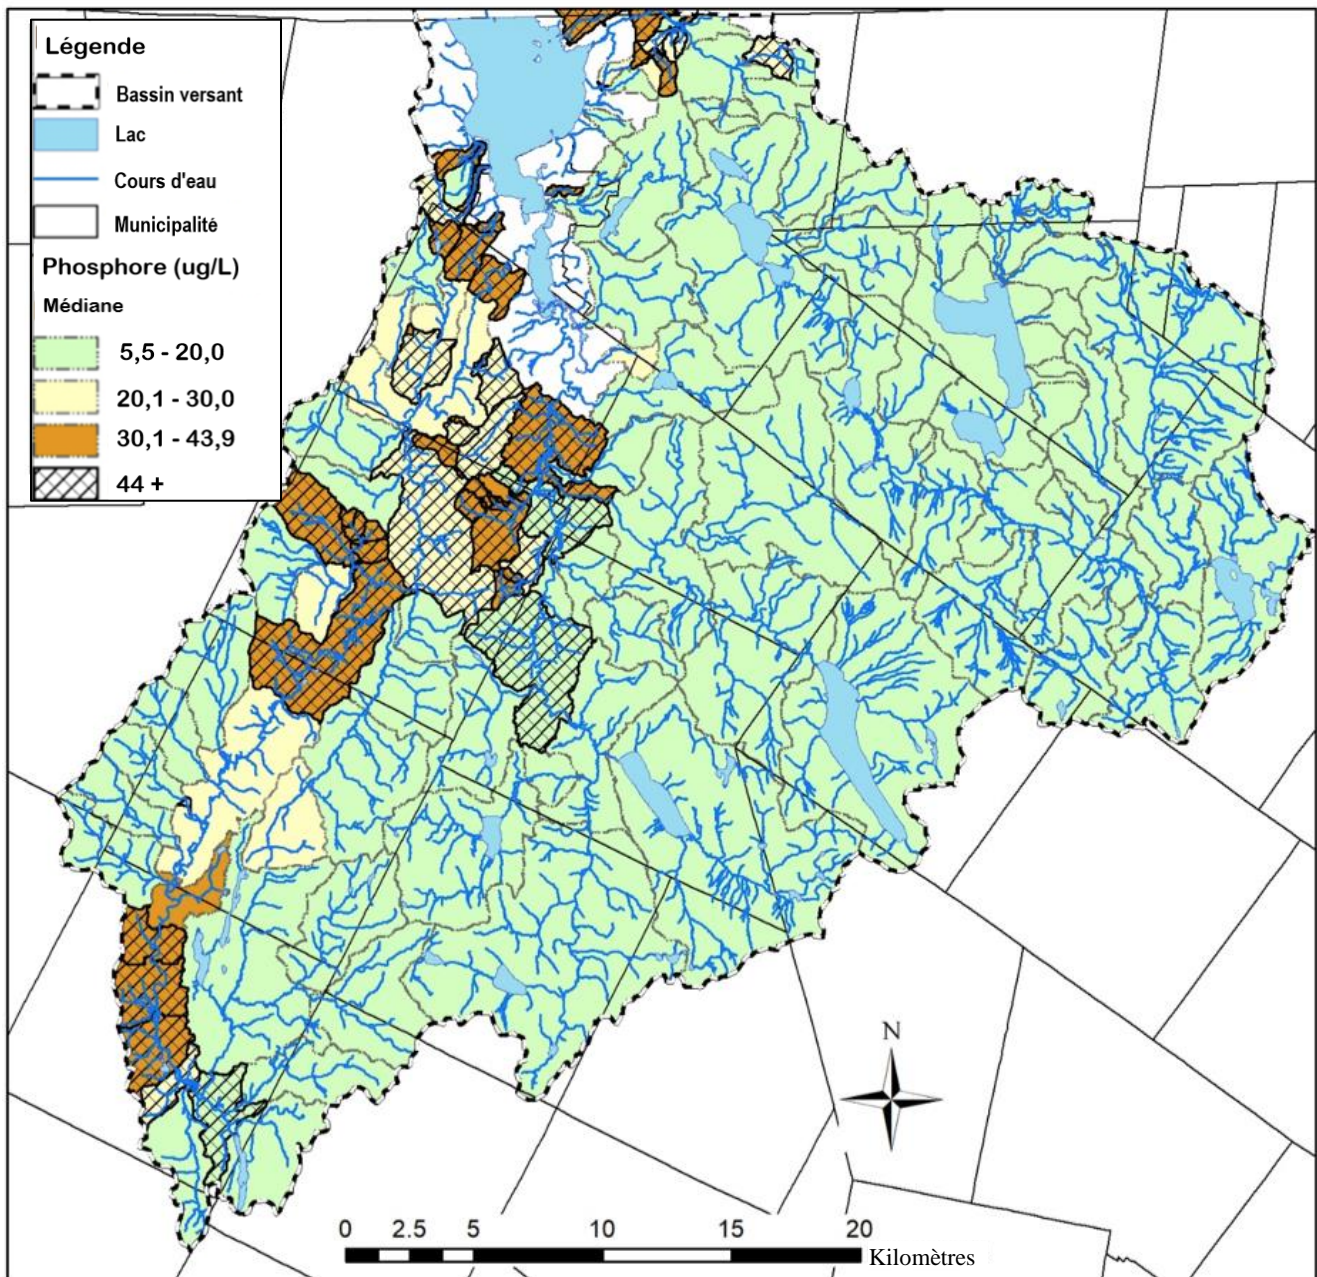 Légende
Bassin versant
Lac
Cours d'eau
Municipalité
Phosphore (ug/L)
Médiane
5,5 - 20,0
20,1 - 30,0
30,1 - 43,9
44 +
N
0 2.5 5 10 15 20
Kilomètres